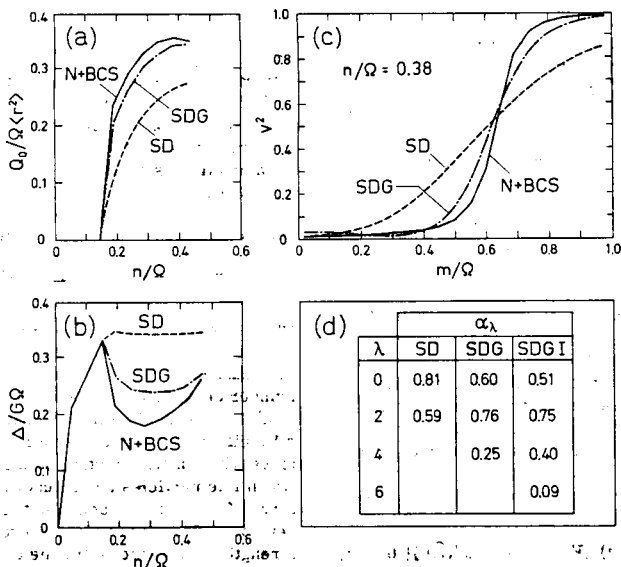 (a)
Q₀/Ω⟨r²⟩
0.4
0.3
0.2
0.1
0
N+BCS
SDG
SD
0.0 0.2 0.4 0.6
n/Ω
(c)
n/Ω = 0.38
v²
1.0
0.8
0.6
0.4
0.2
0.0
SD
SDG
N+BCS
0.0 0.2 0.4 0.6 0.8 1.0
m/Ω
(b)
Δ/GΩ
0.4
0.3
0.2
0.1
0
SD
SDG
N+BCS
0.0 0.2 0.4 0.6
n/Ω
(d)
α_λ
λ SD SDG SDG I
0 0.81 0.60 0.51
2 0.59 0.76 0.75
4 0.25 0.40
6 0.09